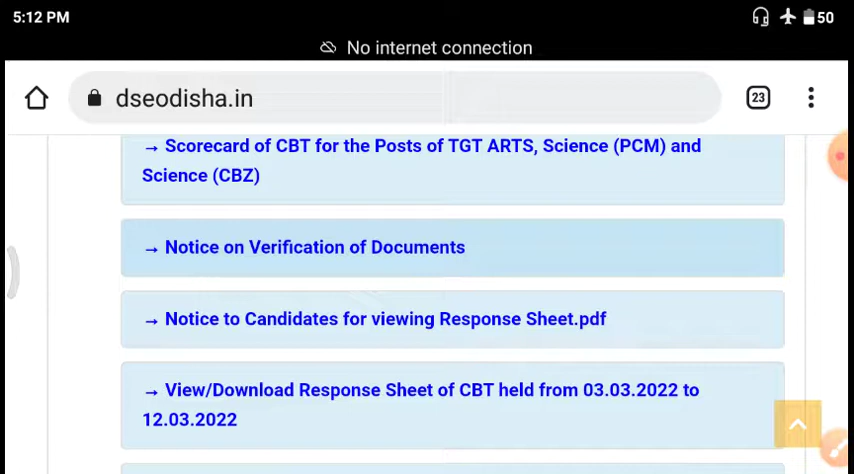 5:12 PM
50
No internet connection
dseodisha.in
23
→ Scorecard of CBT for the Posts of TGT ARTS, Science (PCM) and
Science (CBZ)
→ Notice on Verification of Documents
→ Notice to Candidates for viewing Response Sheet.pdf
→ View/Download Response Sheet of CBT held from 03.03.2022 to
12.03.2022